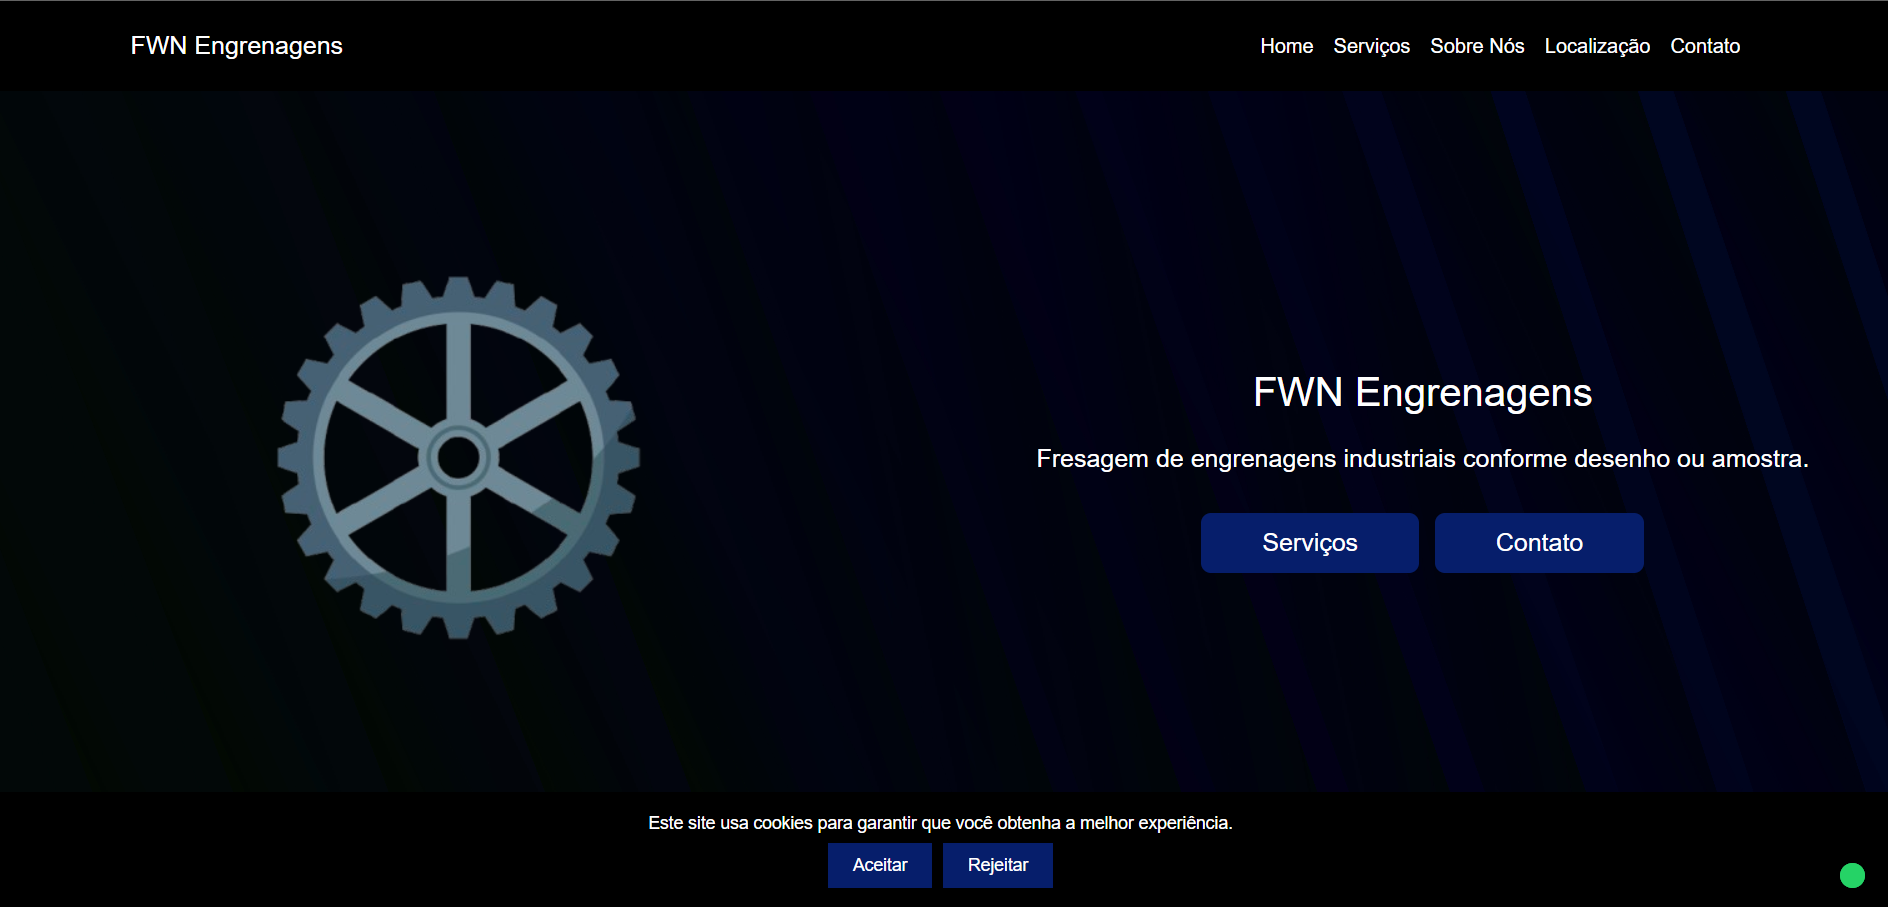 FWN Engrenagens
Home Serviços Sobre Nós Localização Contato
FWN Engrenagens
Fresagem de engrenagens industriais conforme desenho ou amostra.
Serviços Contato
Este site usa cookies para garantir que você obtenha a melhor experiência.
Aceitar Rejeitar